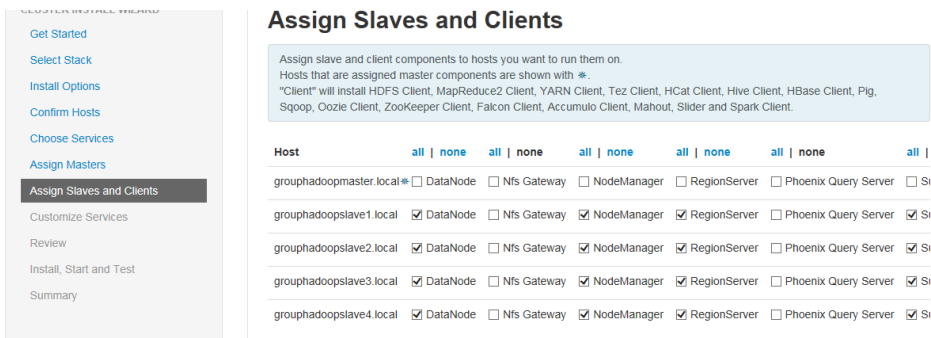 CLUSTER INSTALL WIZARD
Get Started
Select Stack
Install Options
Confirm Hosts
Choose Services
Assign Masters
Assign Slaves and Clients
Customize Services
Review
Install, Start and Test
Summary
Assign Slaves and Clients
Assign slave and client components to hosts you want to run them on.
Hosts that are assigned master components are shown with ✵.
"Client" will install HDFS Client, MapReduce2 Client, YARN Client, Tez Client, HCat Client, Hive Client, HBase Client, Pig,
Sqoop, Oozie Client, ZooKeeper Client, Falcon Client, Accumulo Client, Mahout, Slider and Spark Client.
Host all | none all | none all | none all | none all | none all |
grouphadoopmaster.local✵ DataNode Nfs Gateway NodeManager RegionServer Phoenix Query Server
grouphadoopslave1.local DataNode Nfs Gateway NodeManager RegionServer Phoenix Query Server
grouphadoopslave2.local DataNode Nfs Gateway NodeManager RegionServer Phoenix Query Server
grouphadoopslave3.local DataNode Nfs Gateway NodeManager RegionServer Phoenix Query Server
grouphadoopslave4.local DataNode Nfs Gateway NodeManager RegionServer Phoenix Query Server